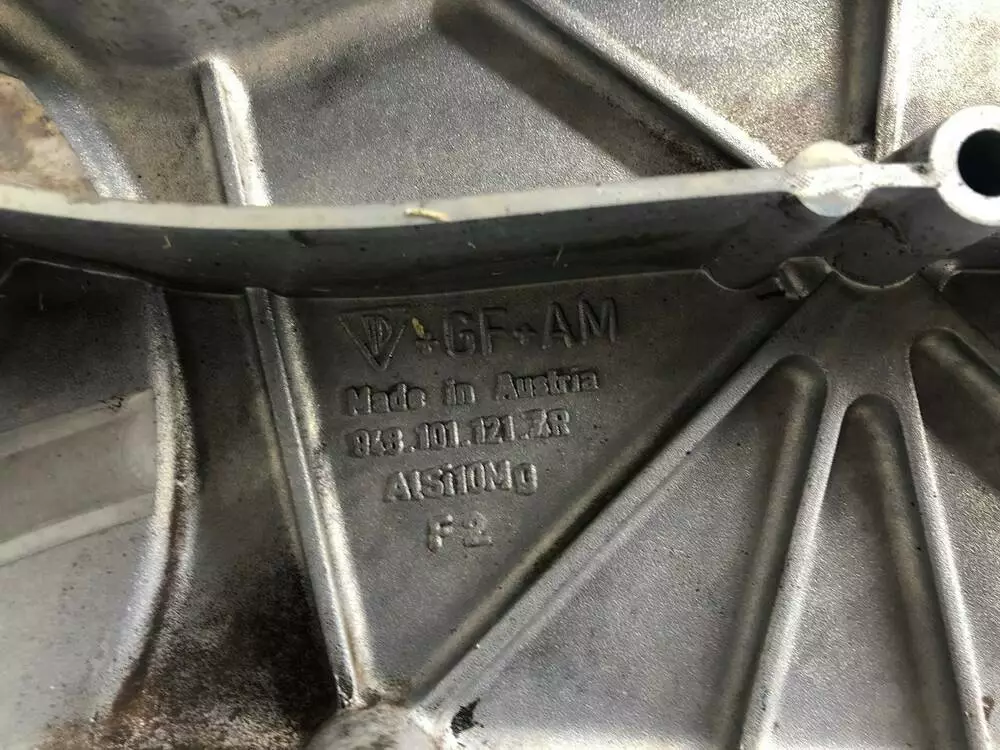 +GF+AM
Made in Austria
948.101.121.7R
AlSi10Mg
F2